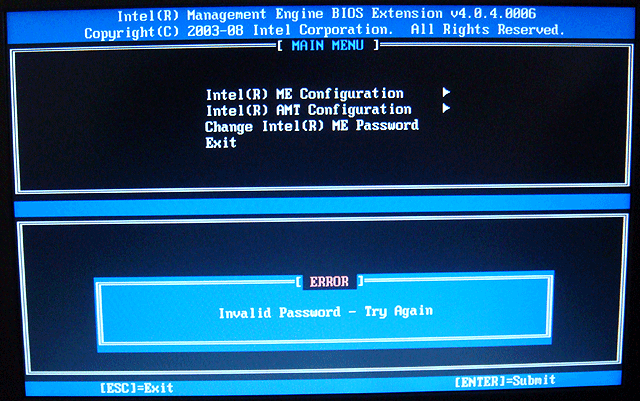 Intel(R) Management Engine BIOS Extension v4.0.4.0006
Copyright(C) 2003-08 Intel Corporation. All Rights Reserved.
[ MAIN MENU ]
Intel(R) ME Configuration ►
Intel(R) AMT Configuration ►
Change Intel(R) ME Password
Exit
[ ERROR ]
Invalid Password - Try Again
[ESC]=Exit [ENTER]=Submit